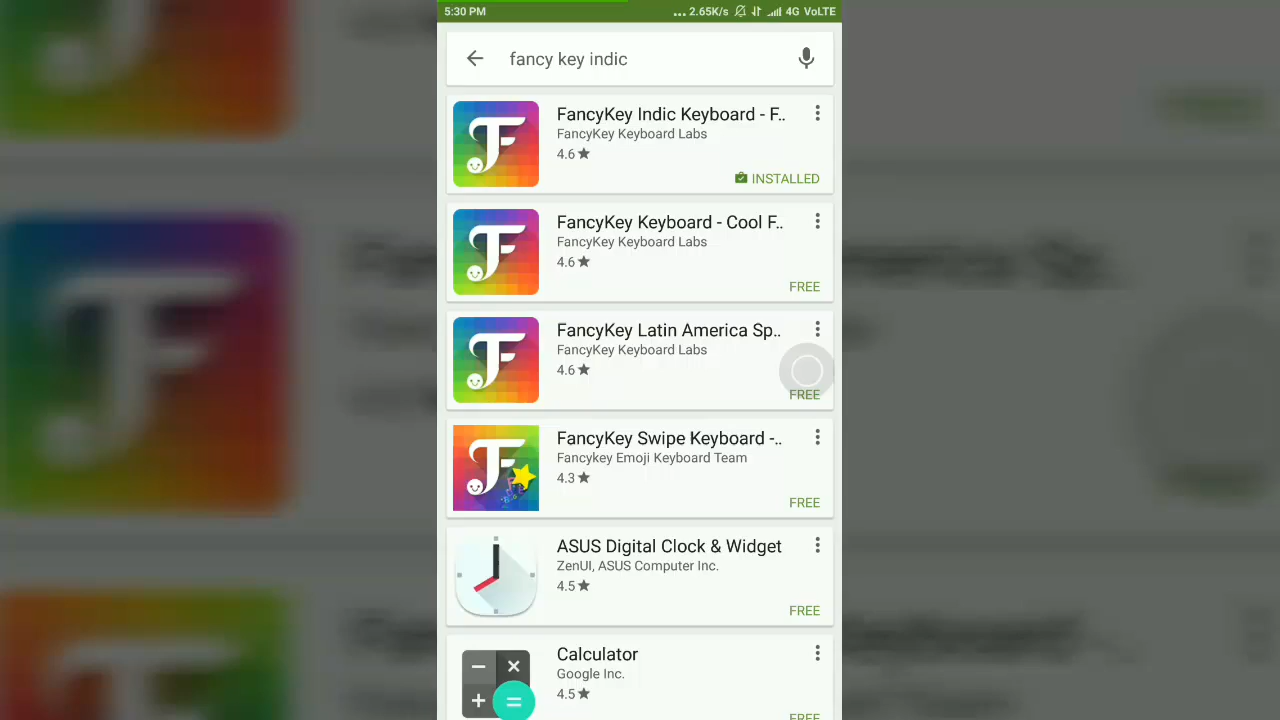 5:30 PM
... 2.65K/s 4G VoLTE
fancy key indic
FancyKey Indic Keyboard - F..
FancyKey Keyboard Labs
4.6★
INSTALLED
FancyKey Keyboard - Cool F..
FancyKey Keyboard Labs
4.6★
FREE
FancyKey Latin America Sp..
FancyKey Keyboard Labs
4.6★
FREE
FancyKey Swipe Keyboard -..
Fancykey Emoji Keyboard Team
4.3★
FREE
ASUS Digital Clock & Widget
ZenUI, ASUS Computer Inc.
4.5★
FREE
Calculator
Google Inc.
4.5★
FREE